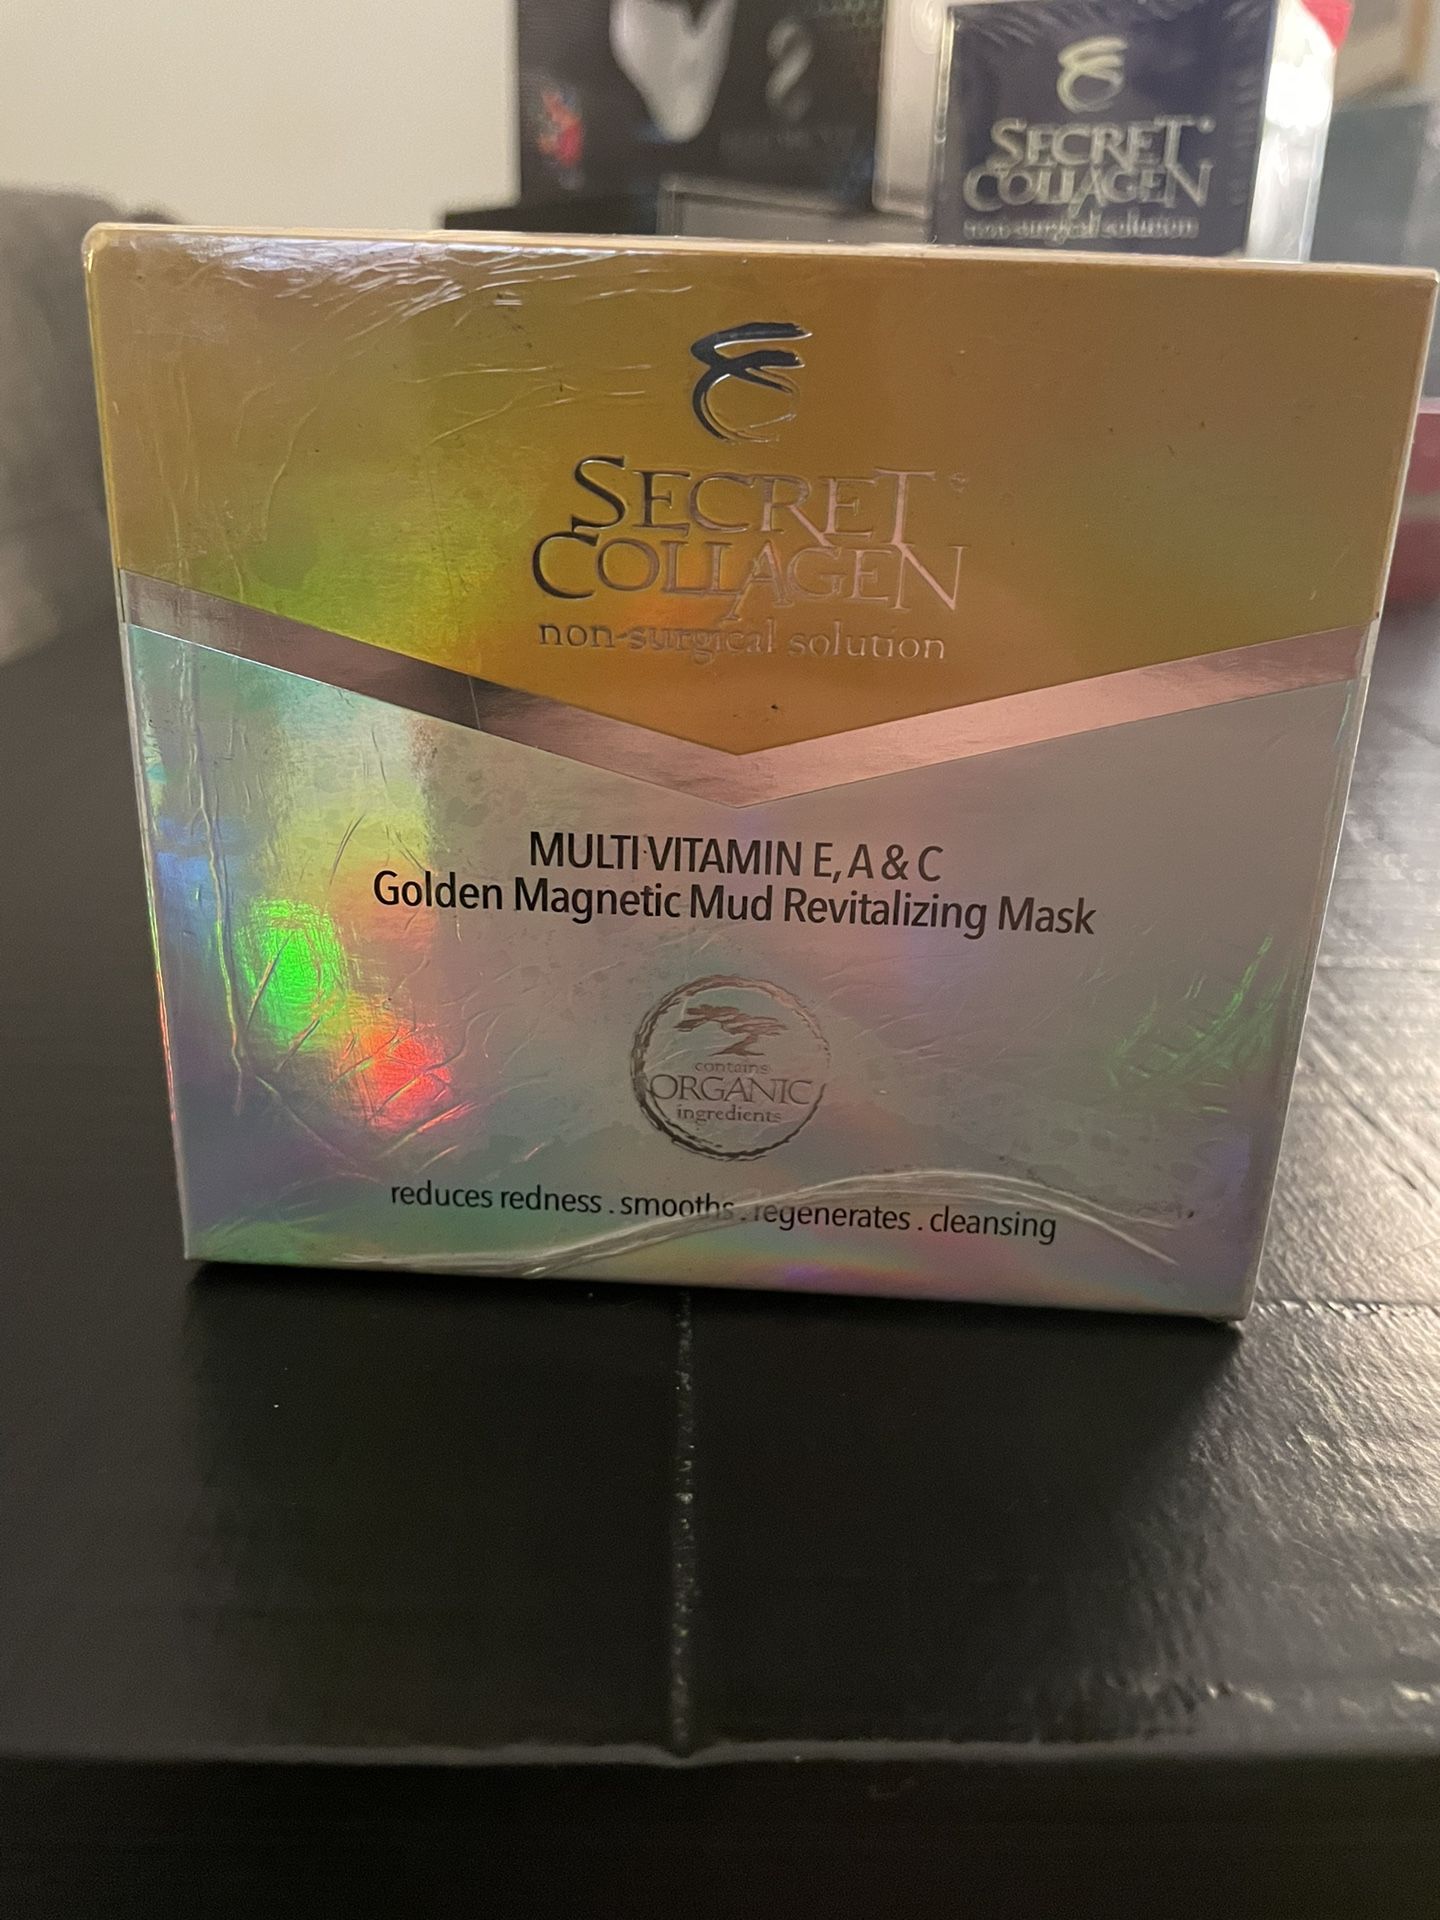 SECRET
COLLAGEN
non-surgical solution
SECRET
COLLAGEN
non-surgical solution
MULTI VITAMIN E, A & C
Golden Magnetic Mud Revitalizing Mask
contains
ORGANIC
ingredients
reduces redness . smooths . regenerates . cleansing